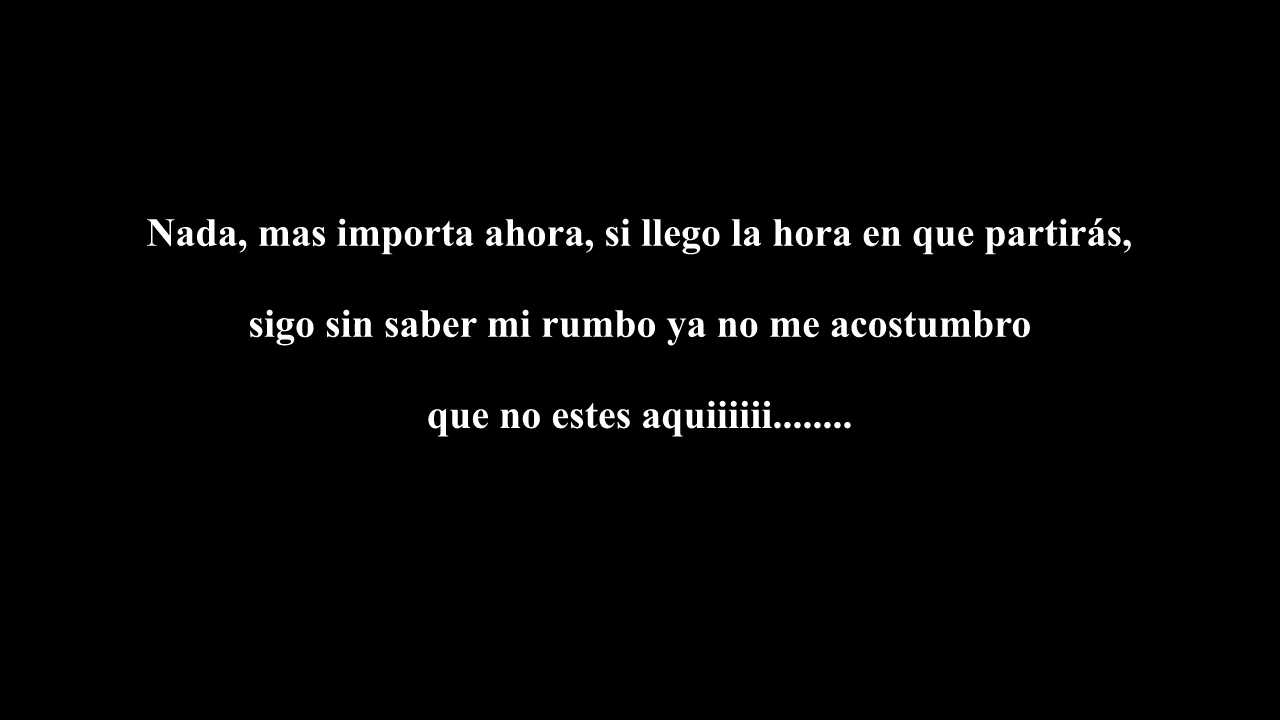 Nada, mas importa ahora, si llego la hora en que partirás,
sigo sin saber mi rumbo ya no me acostumbro
que no estes aquiiiiii........